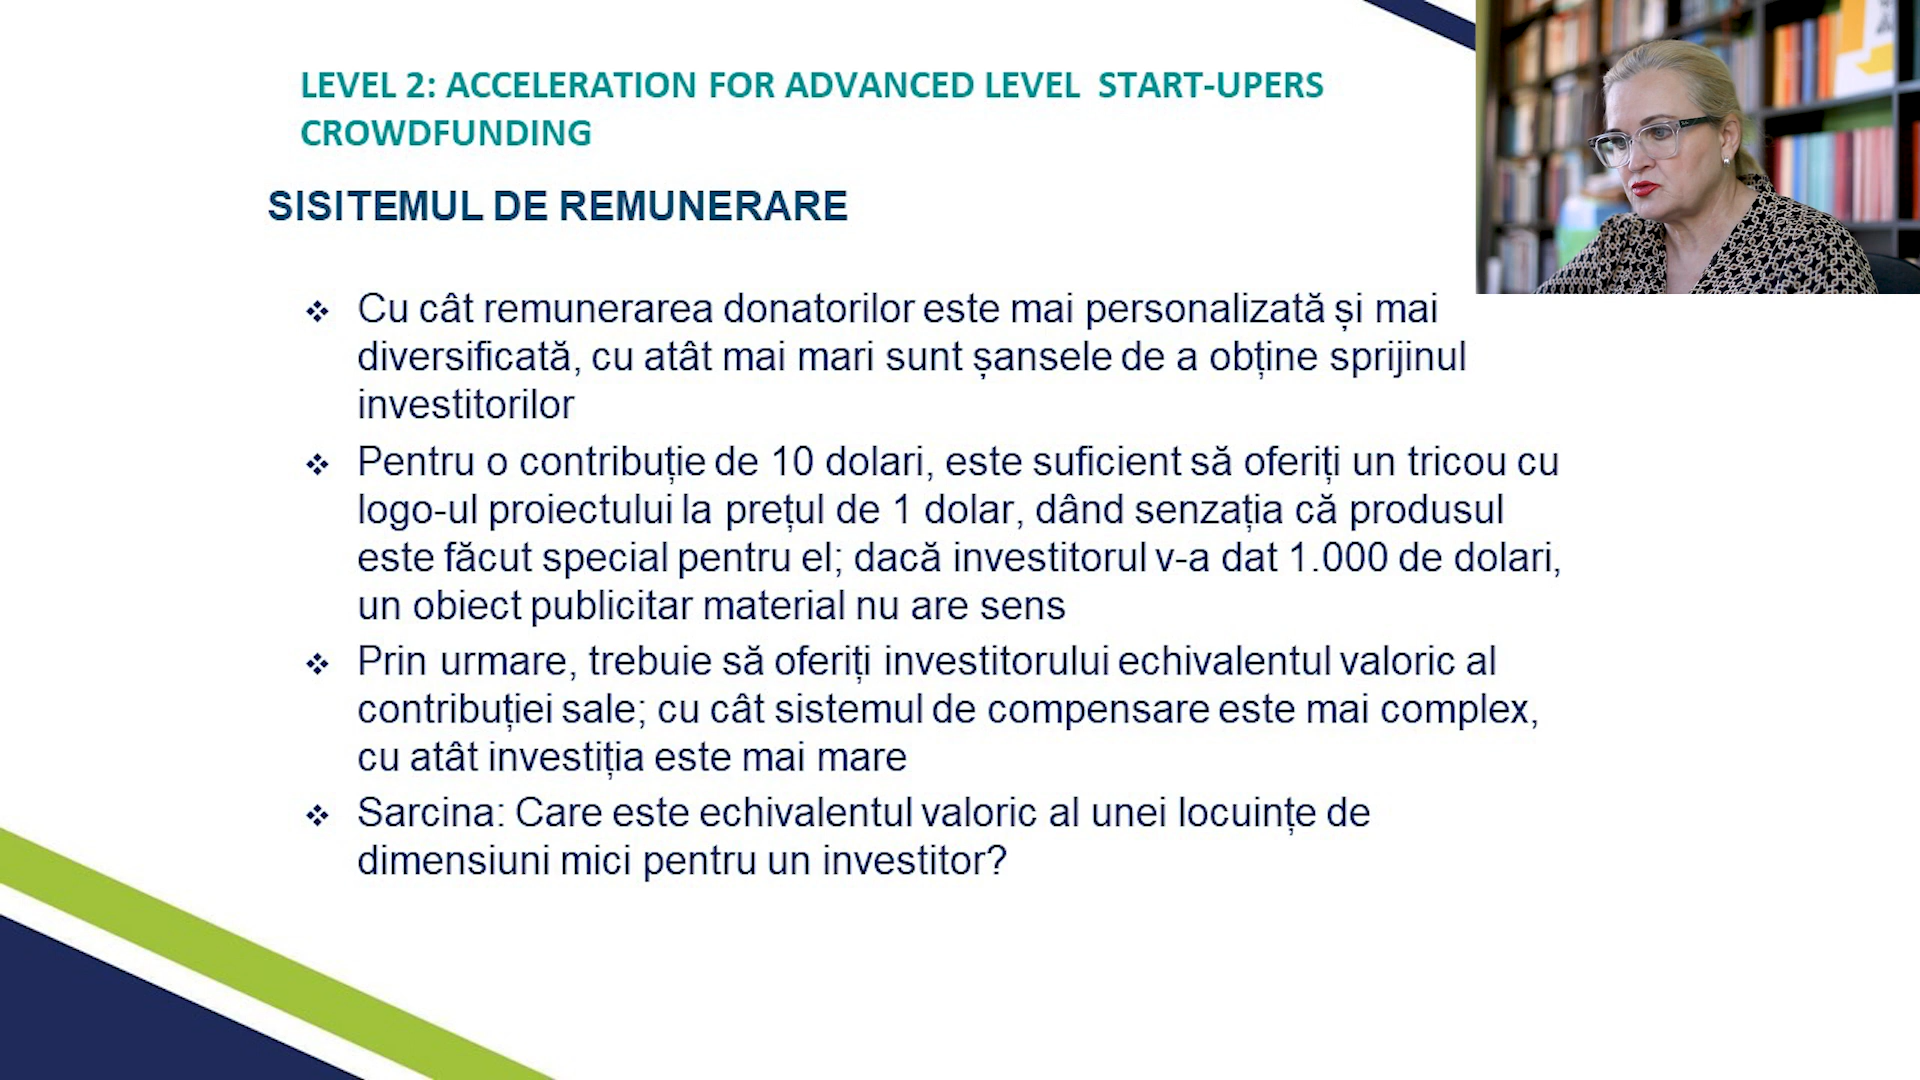 LEVEL 2: ACCELERATION FOR ADVANCED LEVEL START-UPERS
CROWDFUNDING
SISITEMUL DE REMUNERARE
Cu cât remunerarea donatorilor este mai personalizată și mai
diversificată, cu atât mai mari sunt șansele de a obține sprijinul
investitorilor
Pentru o contribuție de 10 dolari, este suficient să oferiți un tricou cu
logo-ul proiectului la prețul de 1 dolar, dând senzația că produsul
este făcut special pentru el; dacă investitorul v-a dat 1.000 de dolari,
un obiect publicitar material nu are sens
Prin urmare, trebuie să oferiți investitorului echivalentul valoric al
contribuției sale; cu cât sistemul de compensare este mai complex,
cu atât investiția este mai mare
Sarcina: Care este echivalentul valoric al unei locuințe de
dimensiuni mici pentru un investitor?